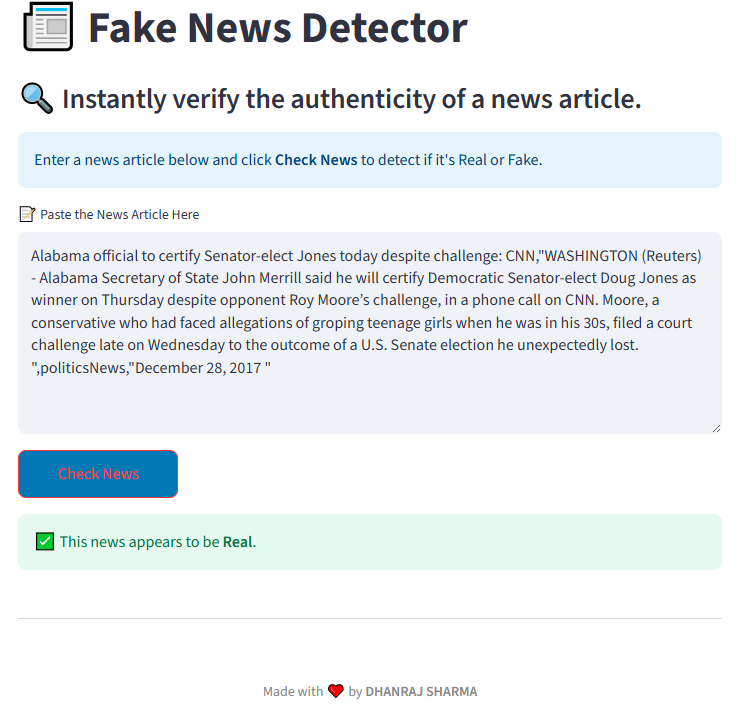 Fake News Detector
Instantly verify the authenticity of a news article.
Enter a news article below and click Check News to detect if it's Real or Fake.
Paste the News Article Here
Alabama official to certify Senator-elect Jones today despite challenge: CNN,"WASHINGTON (Reuters)
- Alabama Secretary of State John Merrill said he will certify Democratic Senator-elect Doug Jones as
winner on Thursday despite opponent Roy Moore’s challenge, in a phone call on CNN. Moore, a
conservative who had faced allegations of groping teenage girls when he was in his 30s, filed a court
challenge late on Wednesday to the outcome of a U.S. Senate election he unexpectedly lost.
",politicsNews,"December 28, 2017 "
Check News
This news appears to be Real.
Made with ❤️ by DHANRAJ SHARMA